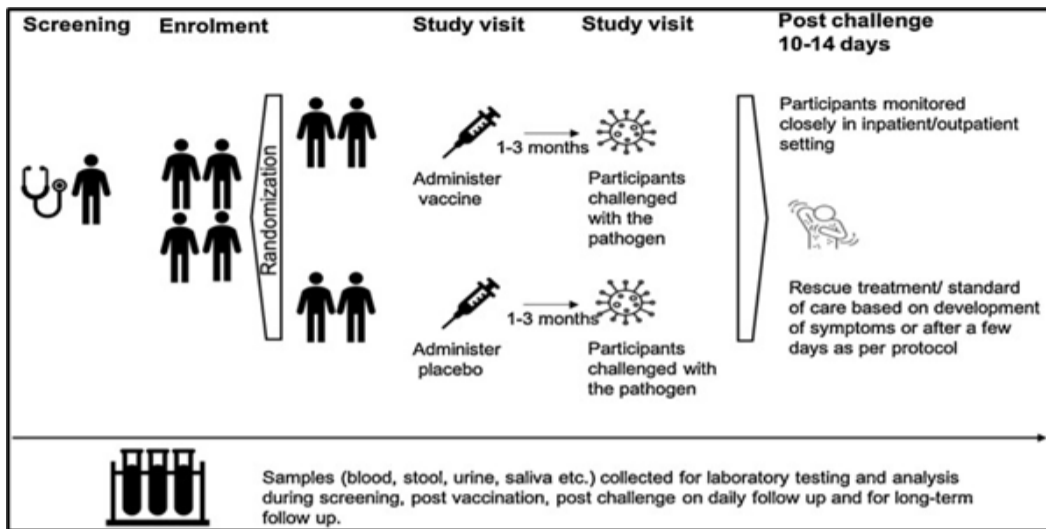 Screening
Enrolment
Study visit
Study visit
Post challenge
10-14 days
Randomization
1-3 months
Administer
vaccine
Participants
challenged
with the
pathogen
1-3 months
Administer
placebo
Participants
challenged with
the pathogen
Participants monitored
closely in inpatient/outpatient
setting
Rescue treatment/ standard
of care based on development
of symptoms or after a few
days as per protocol
Samples (blood, stool, urine, saliva etc.) collected for laboratory testing and analysis
during screening, post vaccination, post challenge on daily follow up and for long-term
follow up.